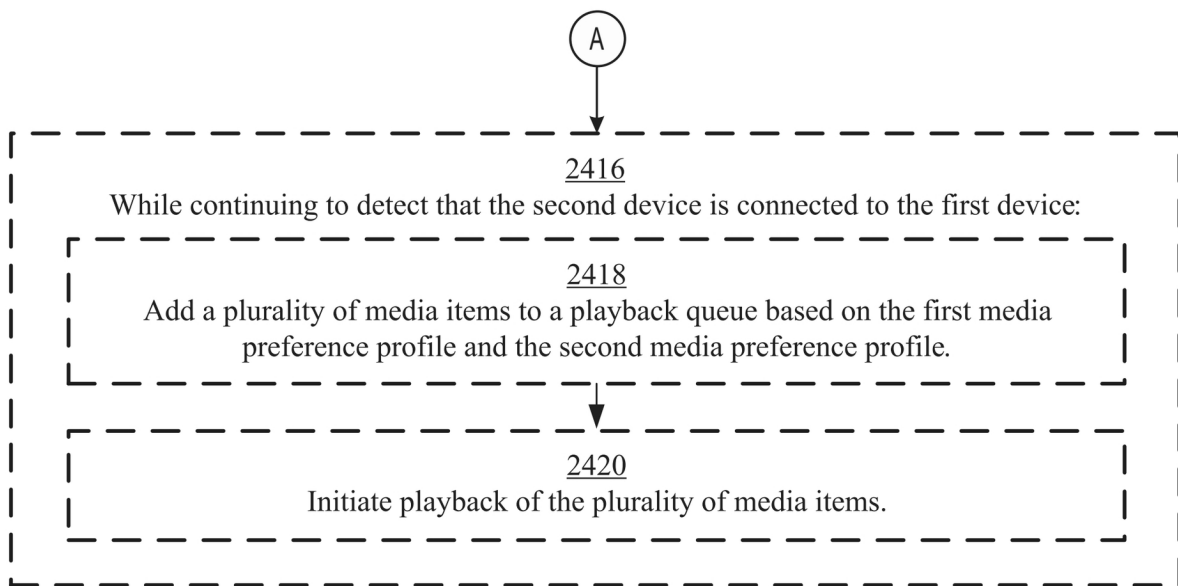 A
2416
While continuing to detect that the second device is connected to the first device:
2418
Add a plurality of media items to a playback queue based on the first media
preference profile and the second media preference profile.
2420
Initiate playback of the plurality of media items.